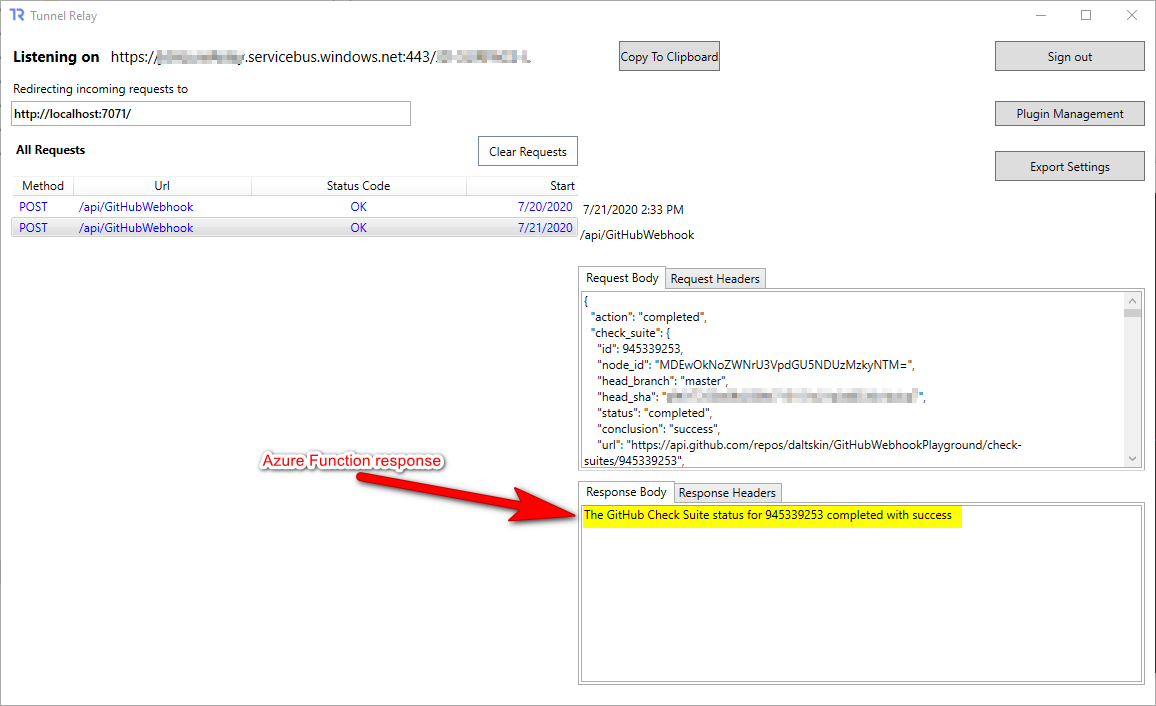 TR Tunnel Relay
Listening on https:// .servicebus.windows.net:443/
Copy To Clipboard
Sign out
Redirecting incoming requests to
http://localhost:7071/
Plugin Management
All Requests
Clear Requests
Export Settings
Method Url Status Code Start
POST /api/GitHubWebhook OK 7/20/2020
POST /api/GitHubWebhook OK 7/21/2020
7/21/2020 2:33 PM
/api/GitHubWebhook
Request Body Request Headers
{
"action": "completed",
"check_suite": {
"id": 945339253,
"node_id": "MDEwOkNoZWNrU3VpdGU5NDUzMzkyNTM=",
"head_branch": "master",
"head_sha": " ",
"status": "completed",
"conclusion": "success",
"url": "https://api.github.com/repos/daltskin/GitHubWebhookPlayground/check-
suites/945339253",
Azure Function response
Response Body Response Headers
The GitHub Check Suite status for 945339253 completed with success